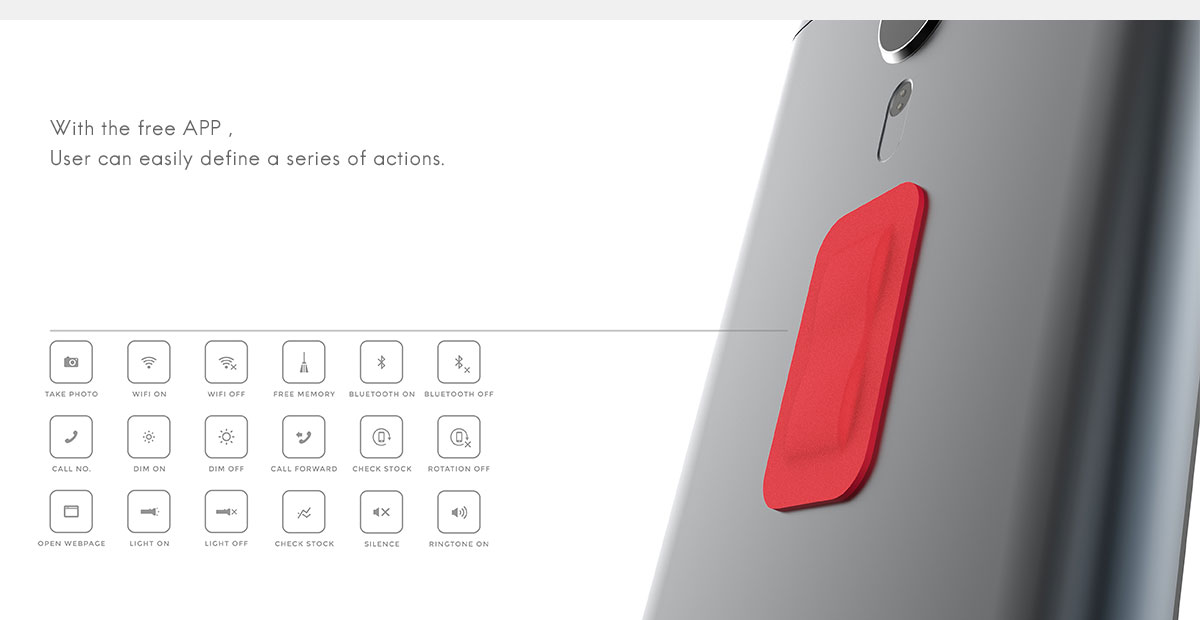 With the free APP ,
User can easily define a series of actions.
TAKE PHOTO
WIFI ON
WIFI OFF
FREE MEMORY
BLUETOOTH ON
BLUETOOTH OFF
CALL NO.
DIM ON
DIM OFF
CALL FORWARD
CHECK STOCK
ROTATION OFF
OPEN WEBPAGE
LIGHT ON
LIGHT OFF
CHECK STOCK
SILENCE
RINGTONE ON